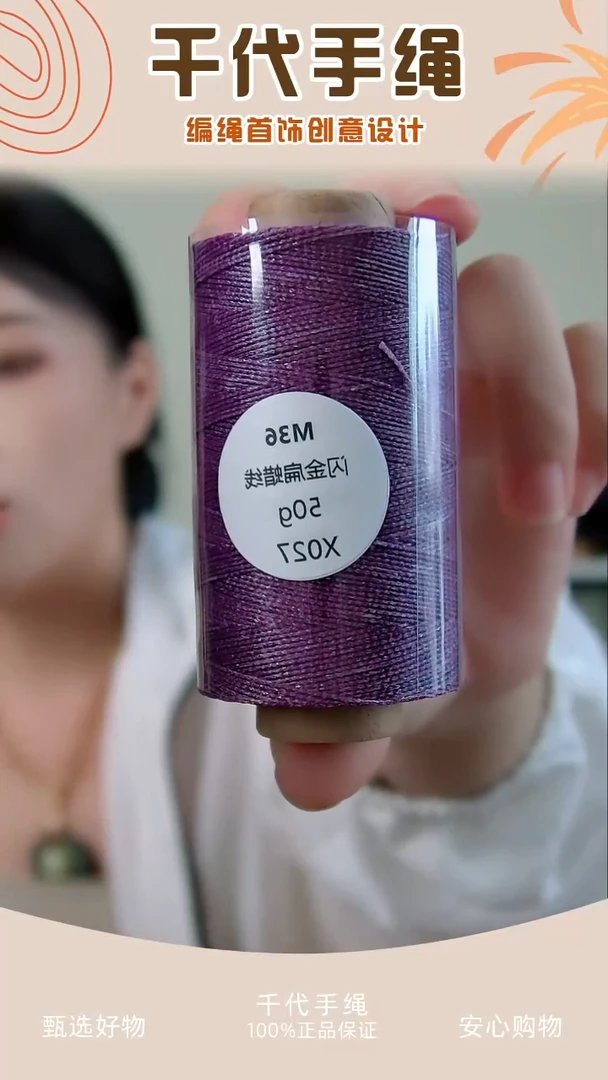 千代手绳
编绳首饰创意设计
M36
闪金扁蜡线
50g
X027
千代手绳
甄选好物
100%正品保证
安心购物